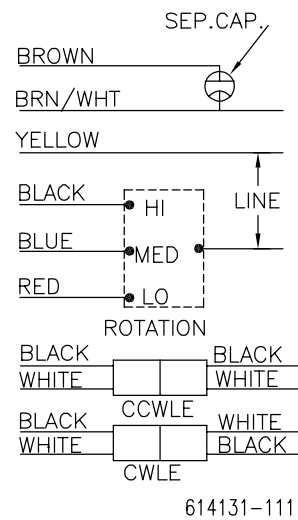 SEP.CAP.
BROWN
BRN/WHT
YELLOW
LINE
BLACK
HI
BLUE
MED
RED
LO
ROTATION
BLACK BLACK
WHITE WHITE
CCWLE
BLACK WHITE
WHITE BLACK
CWLE
614131-111